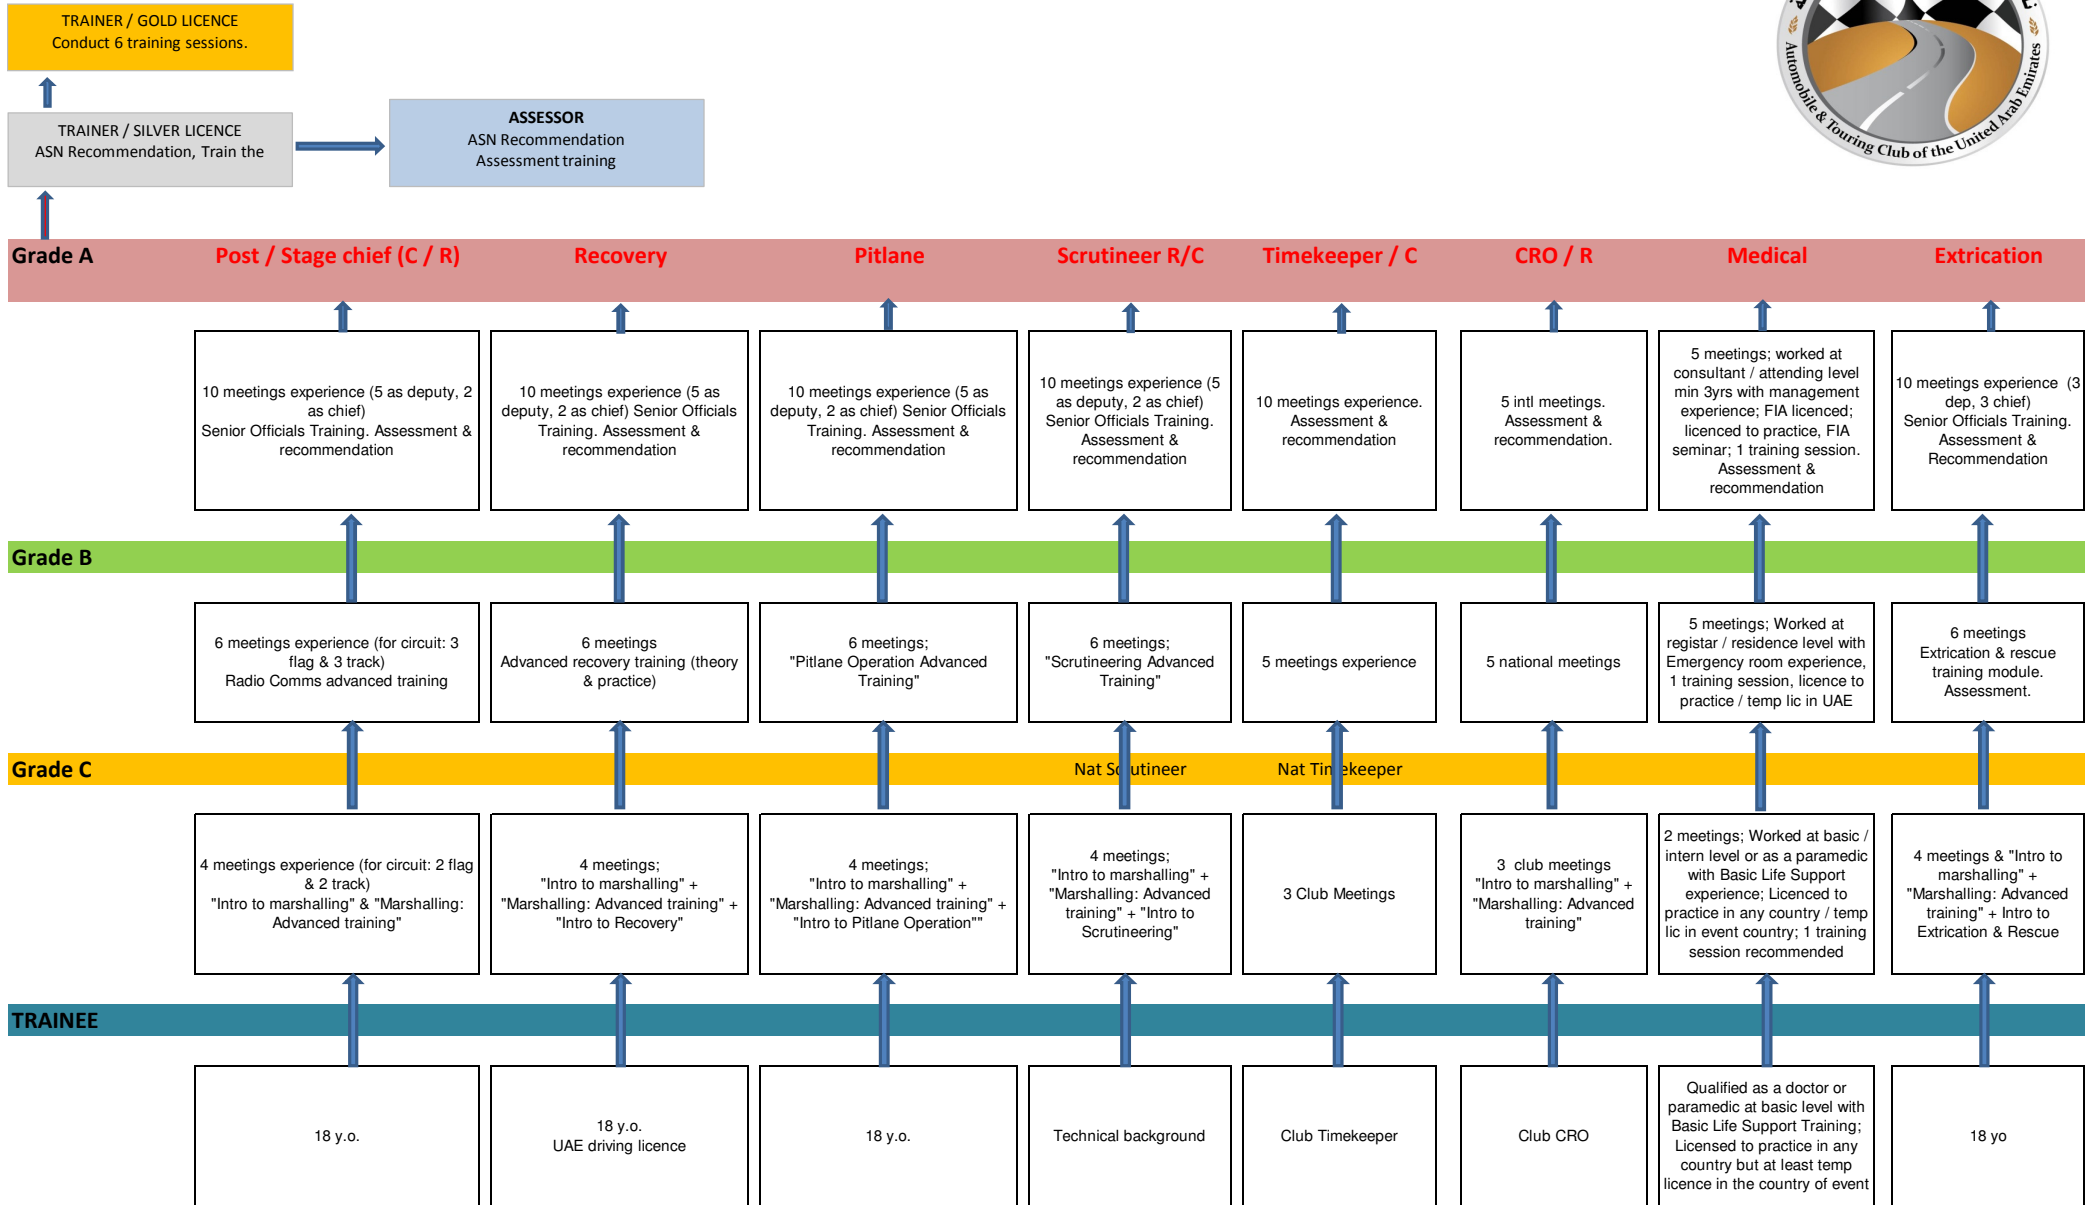 TRAINER / GOLD LICENCE
Conduct 6 training sessions.
TRAINER / SILVER LICENCE
ASN Recommendation, Train the
ASSESSOR
ASN Recommendation
Assessment training
Automobile & Touring Club of the United Arab Emirates
Grade A
Post / Stage chief (C / R)
Recovery
Pitlane
Scrutineer R/C
Timekeeper / C
CRO / R
Medical
Extrication
10 meetings experience (5 as deputy, 2
as chief)
Senior Officials Training. Assessment &
recommendation
10 meetings experience (5 as
deputy, 2 as chief) Senior Officials
Training. Assessment &
recommendation
10 meetings experience (5 as
deputy, 2 as chief) Senior Officials
Training. Assessment &
recommendation
10 meetings experience (5
as deputy, 2 as chief)
Senior Officials Training.
Assessment &
recommendation
10 meetings experience.
Assessment &
recommendation
5 intl meetings.
Assessment &
recommendation.
5 meetings; worked at
consultant / attending level
min 3yrs with management
experience; FIA licenced;
licenced to practice, FIA
seminar; 1 training session.
Assessment &
recommendation
10 meetings experience (3
dep, 3 chief)
Senior Officials Training.
Assessment &
Recommendation
Grade B
6 meetings experience (for circuit: 3
flag & 3 track)
Radio Comms advanced training
6 meetings
Advanced recovery training (theory
& practice)
6 meetings;
"Pitlane Operation Advanced
Training"
6 meetings;
"Scrutineering Advanced
Training"
5 meetings experience
5 national meetings
5 meetings; Worked at
registar / residence level with
Emergency room experience,
1 training session, licence to
practice / temp lic in UAE
6 meetings
Extrication & rescue
training module.
Assessment.
Grade C
Nat Scrutineer
Nat Timekeeper
4 meetings experience (for circuit: 2 flag
& 2 track)
"Intro to marshalling" & "Marshalling:
Advanced training"
4 meetings;
"Intro to marshalling" +
"Marshalling: Advanced training" +
"Intro to Recovery"
4 meetings;
"Intro to marshalling" +
"Marshalling: Advanced training" +
"Intro to Pitlane Operation""
4 meetings;
"Intro to marshalling" +
"Marshalling: Advanced
training" + "Intro to
Scrutineering"
3 Club Meetings
3 club meetings
"Intro to marshalling" +
"Marshalling: Advanced
training"
2 meetings; Worked at basic /
intern level or as a paramedic
with Basic Life Support
experience; Licenced to
practice in any country / temp
lic in event country; 1 training
session recommended
4 meetings & "Intro to
marshalling" +
"Marshalling: Advanced
training" + Intro to
Extrication & Rescue
TRAINEE
18 y.o.
18 y.o.
UAE driving licence
18 y.o.
Technical background
Club Timekeeper
Club CRO
Qualified as a doctor or
paramedic at basic level with
Basic Life Support Training;
Licensed to practice in any
country but at least temp
licence in the country of event
18 yo